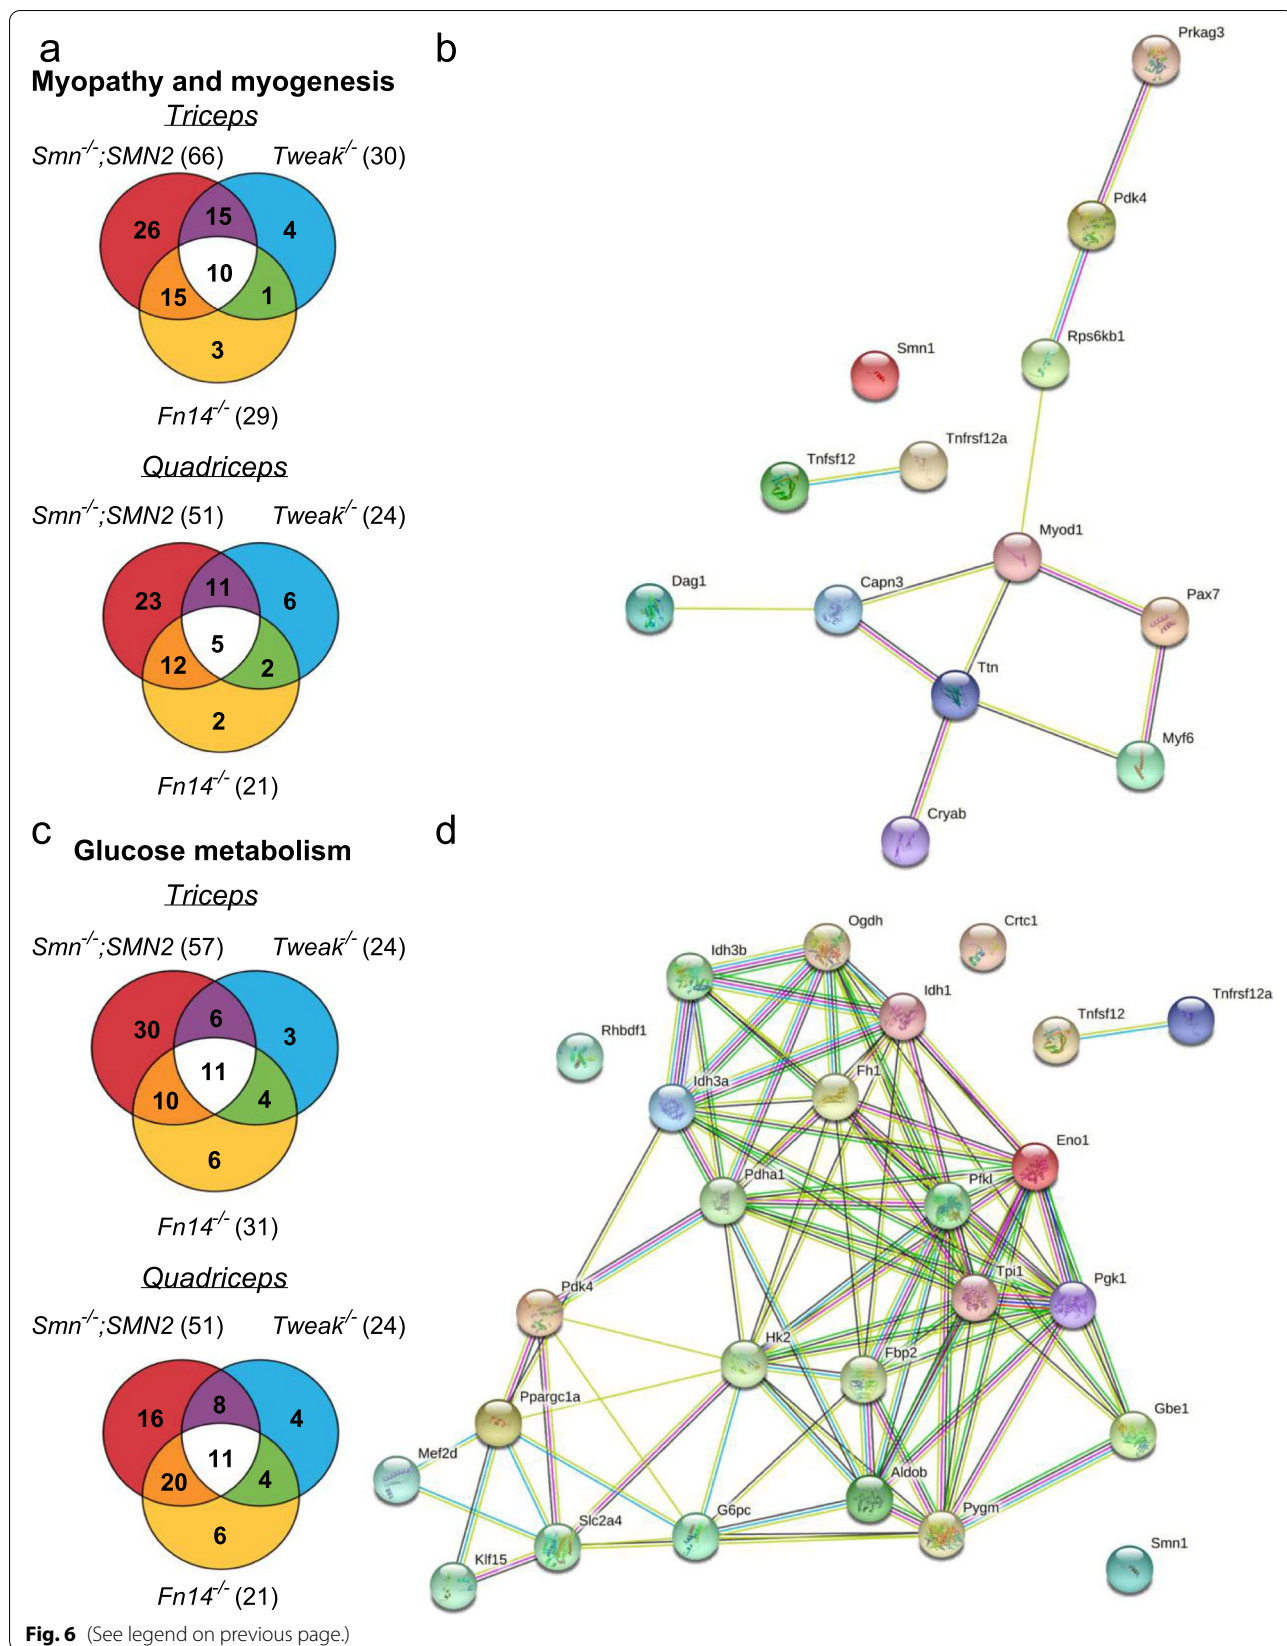 a
Myopathy and myogenesis
Triceps
Smn-/-;SMN2 (66) Tweak-/- (30)
26
15
4
10
15
1
3
Fn14-/- (29)
Quadriceps
Smn-/-;SMN2 (51) Tweak-/- (24)
23
11
6
5
12
2
2
Fn14-/- (21)
b
Prkag3
Pdk4
Rps6kb1
Smn1
Tnfrsf12a
Tnfsf12
Myod1
Dag1
Capn3
Pax7
Ttn
Myf6
Cryab
c
Glucose metabolism
Triceps
Smn-/-;SMN2 (57) Tweak-/- (24)
30
6
3
11
10
4
6
Fn14-/- (31)
Quadriceps
Smn-/-;SMN2 (51) Tweak-/- (24)
16
8
4
11
20
4
6
Fn14-/- (21)
d
Ogdh
Crtc1
Idh3b
Idh1
Tnfrsf12a
Tnfsf12
Rhbdf1
Fh1
Idh3a
Eno1
Pdha1
Pfkl
Tpi1
Pgk1
Pdk4
Hk2
Fbp2
Ppargc1a
Gbe1
Mef2d
Aldob
Pygm
G6pc
Slc2a4
Smn1
Klf15
Fig. 6 (See legend on previous page.)